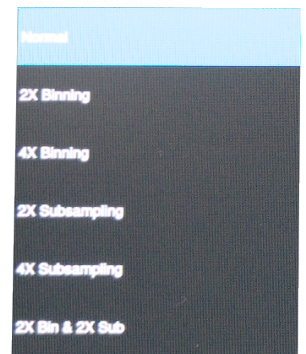 Normal
2X Binning
4X Binning
2X Subsampling
4X Subsampling
2X Bin & 2X Sub